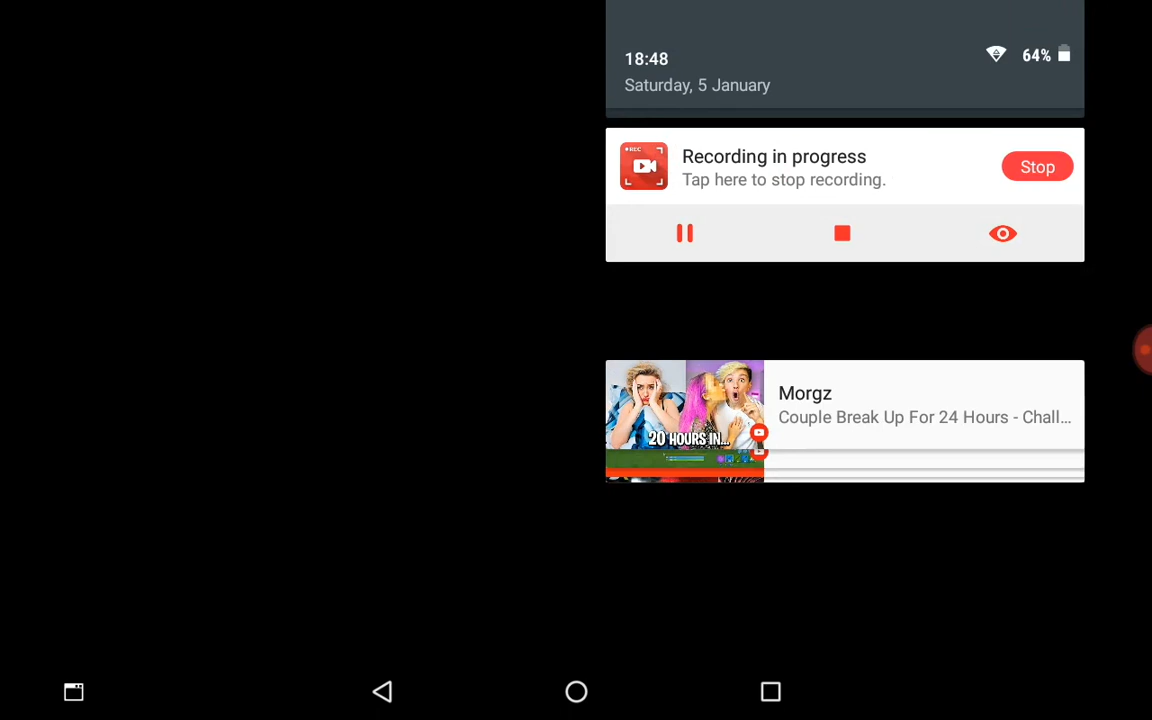 18:48
64%
Saturday, 5 January
REC
Recording in progress
Tap here to stop recording.
Stop
Morgz
Couple Break Up For 24 Hours - Chall...
20 HOURS IN...